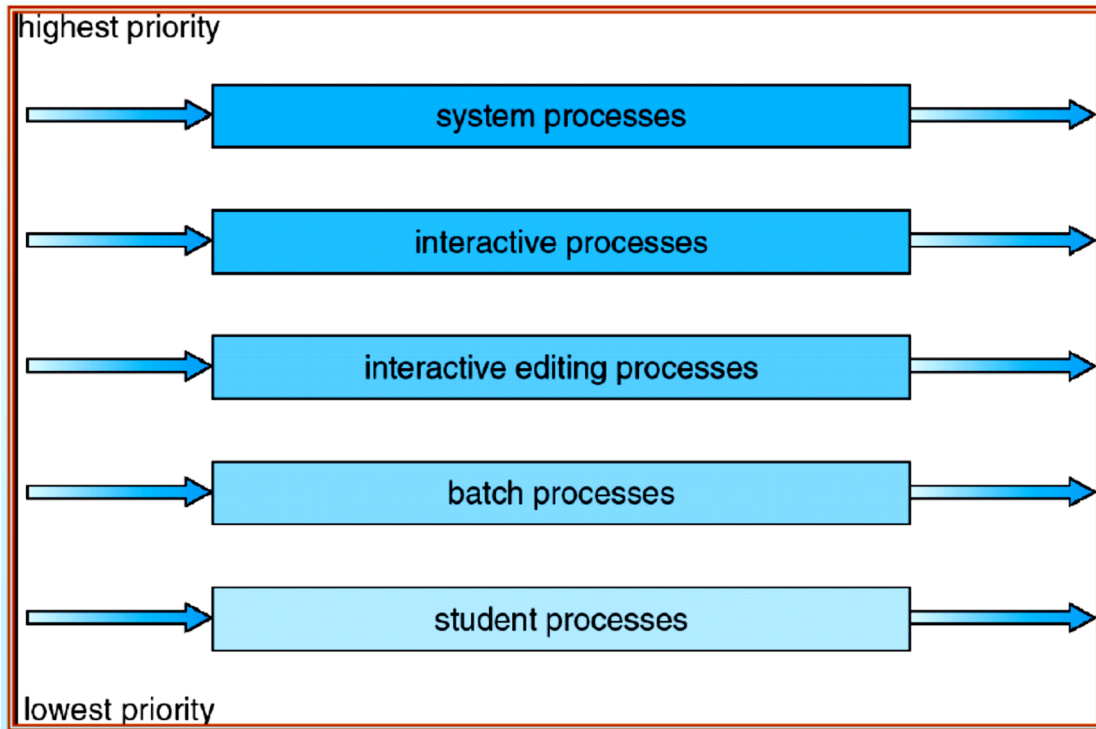 highest priority
system processes
interactive processes
interactive editing processes
batch processes
student processes
lowest priority